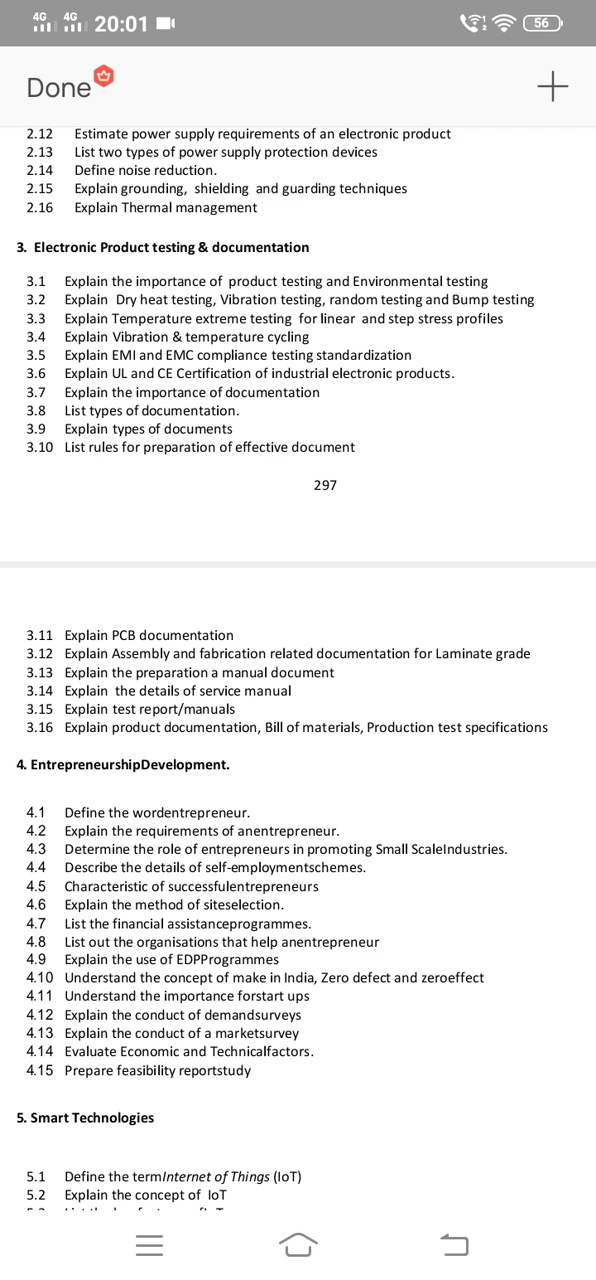 4G 4G 20:01 1 2 56
Done
2.12 Estimate power supply requirements of an electronic product
2.13 List two types of power supply protection devices
2.14 Define noise reduction.
2.15 Explain grounding, shielding and guarding techniques
2.16 Explain Thermal management
3. Electronic Product testing & documentation
3.1 Explain the importance of product testing and Environmental testing
3.2 Explain Dry heat testing, Vibration testing, random testing and Bump testing
3.3 Explain Temperature extreme testing for linear and step stress profiles
3.4 Explain Vibration & temperature cycling
3.5 Explain EMI and EMC compliance testing standardization
3.6 Explain UL and CE Certification of industrial electronic products.
3.7 Explain the importance of documentation
3.8 List types of documentation.
3.9 Explain types of documents
3.10 List rules for preparation of effective document
297
3.11 Explain PCB documentation
3.12 Explain Assembly and fabrication related documentation for Laminate grade
3.13 Explain the preparation a manual document
3.14 Explain the details of service manual
3.15 Explain test report/manuals
3.16 Explain product documentation, Bill of materials, Production test specifications
4. EntrepreneurshipDevelopment.
4.1 Define the wordentrepreneur.
4.2 Explain the requirements of anentrepreneur.
4.3 Determine the role of entrepreneurs in promoting Small ScaleIndustries.
4.4 Describe the details of self-employmentschemes.
4.5 Characteristic of successfulentrepreneurs
4.6 Explain the method of siteselection.
4.7 List the financial assistanceprogrammes.
4.8 List out the organisations that help anentrepreneur
4.9 Explain the use of EDPProgrammes
4.10 Understand the concept of make in India, Zero defect and zeroeffect
4.11 Understand the importance forstart ups
4.12 Explain the conduct of demandsurveys
4.13 Explain the conduct of a marketsurvey
4.14 Evaluate Economic and Technicalfactors.
4.15 Prepare feasibility reportstudy
5. Smart Technologies
5.1 Define the termInternet of Things (IoT)
5.2 Explain the concept of IoT